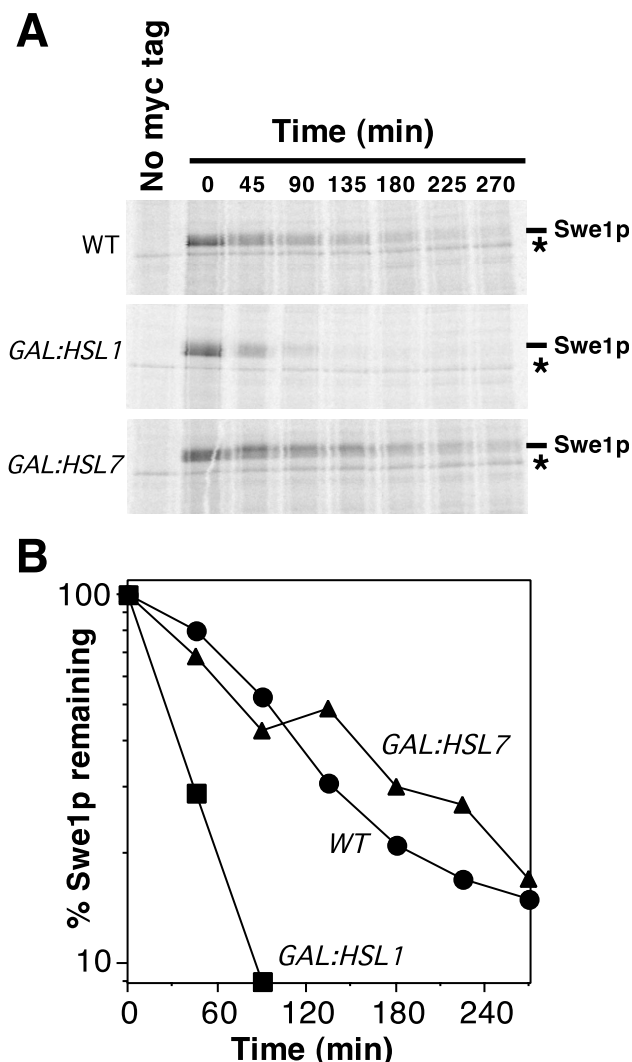 A
No myc tag
Time (min)
0 45 90 135 180 225 270
WT
Swe1p
*
GAL:HSL1
Swe1p
*
GAL:HSL7
Swe1p
*
B
100
10
% Swe1p remaining
GAL:HSL7
WT
GAL:HSL1
0 60 120 180 240
Time (min)